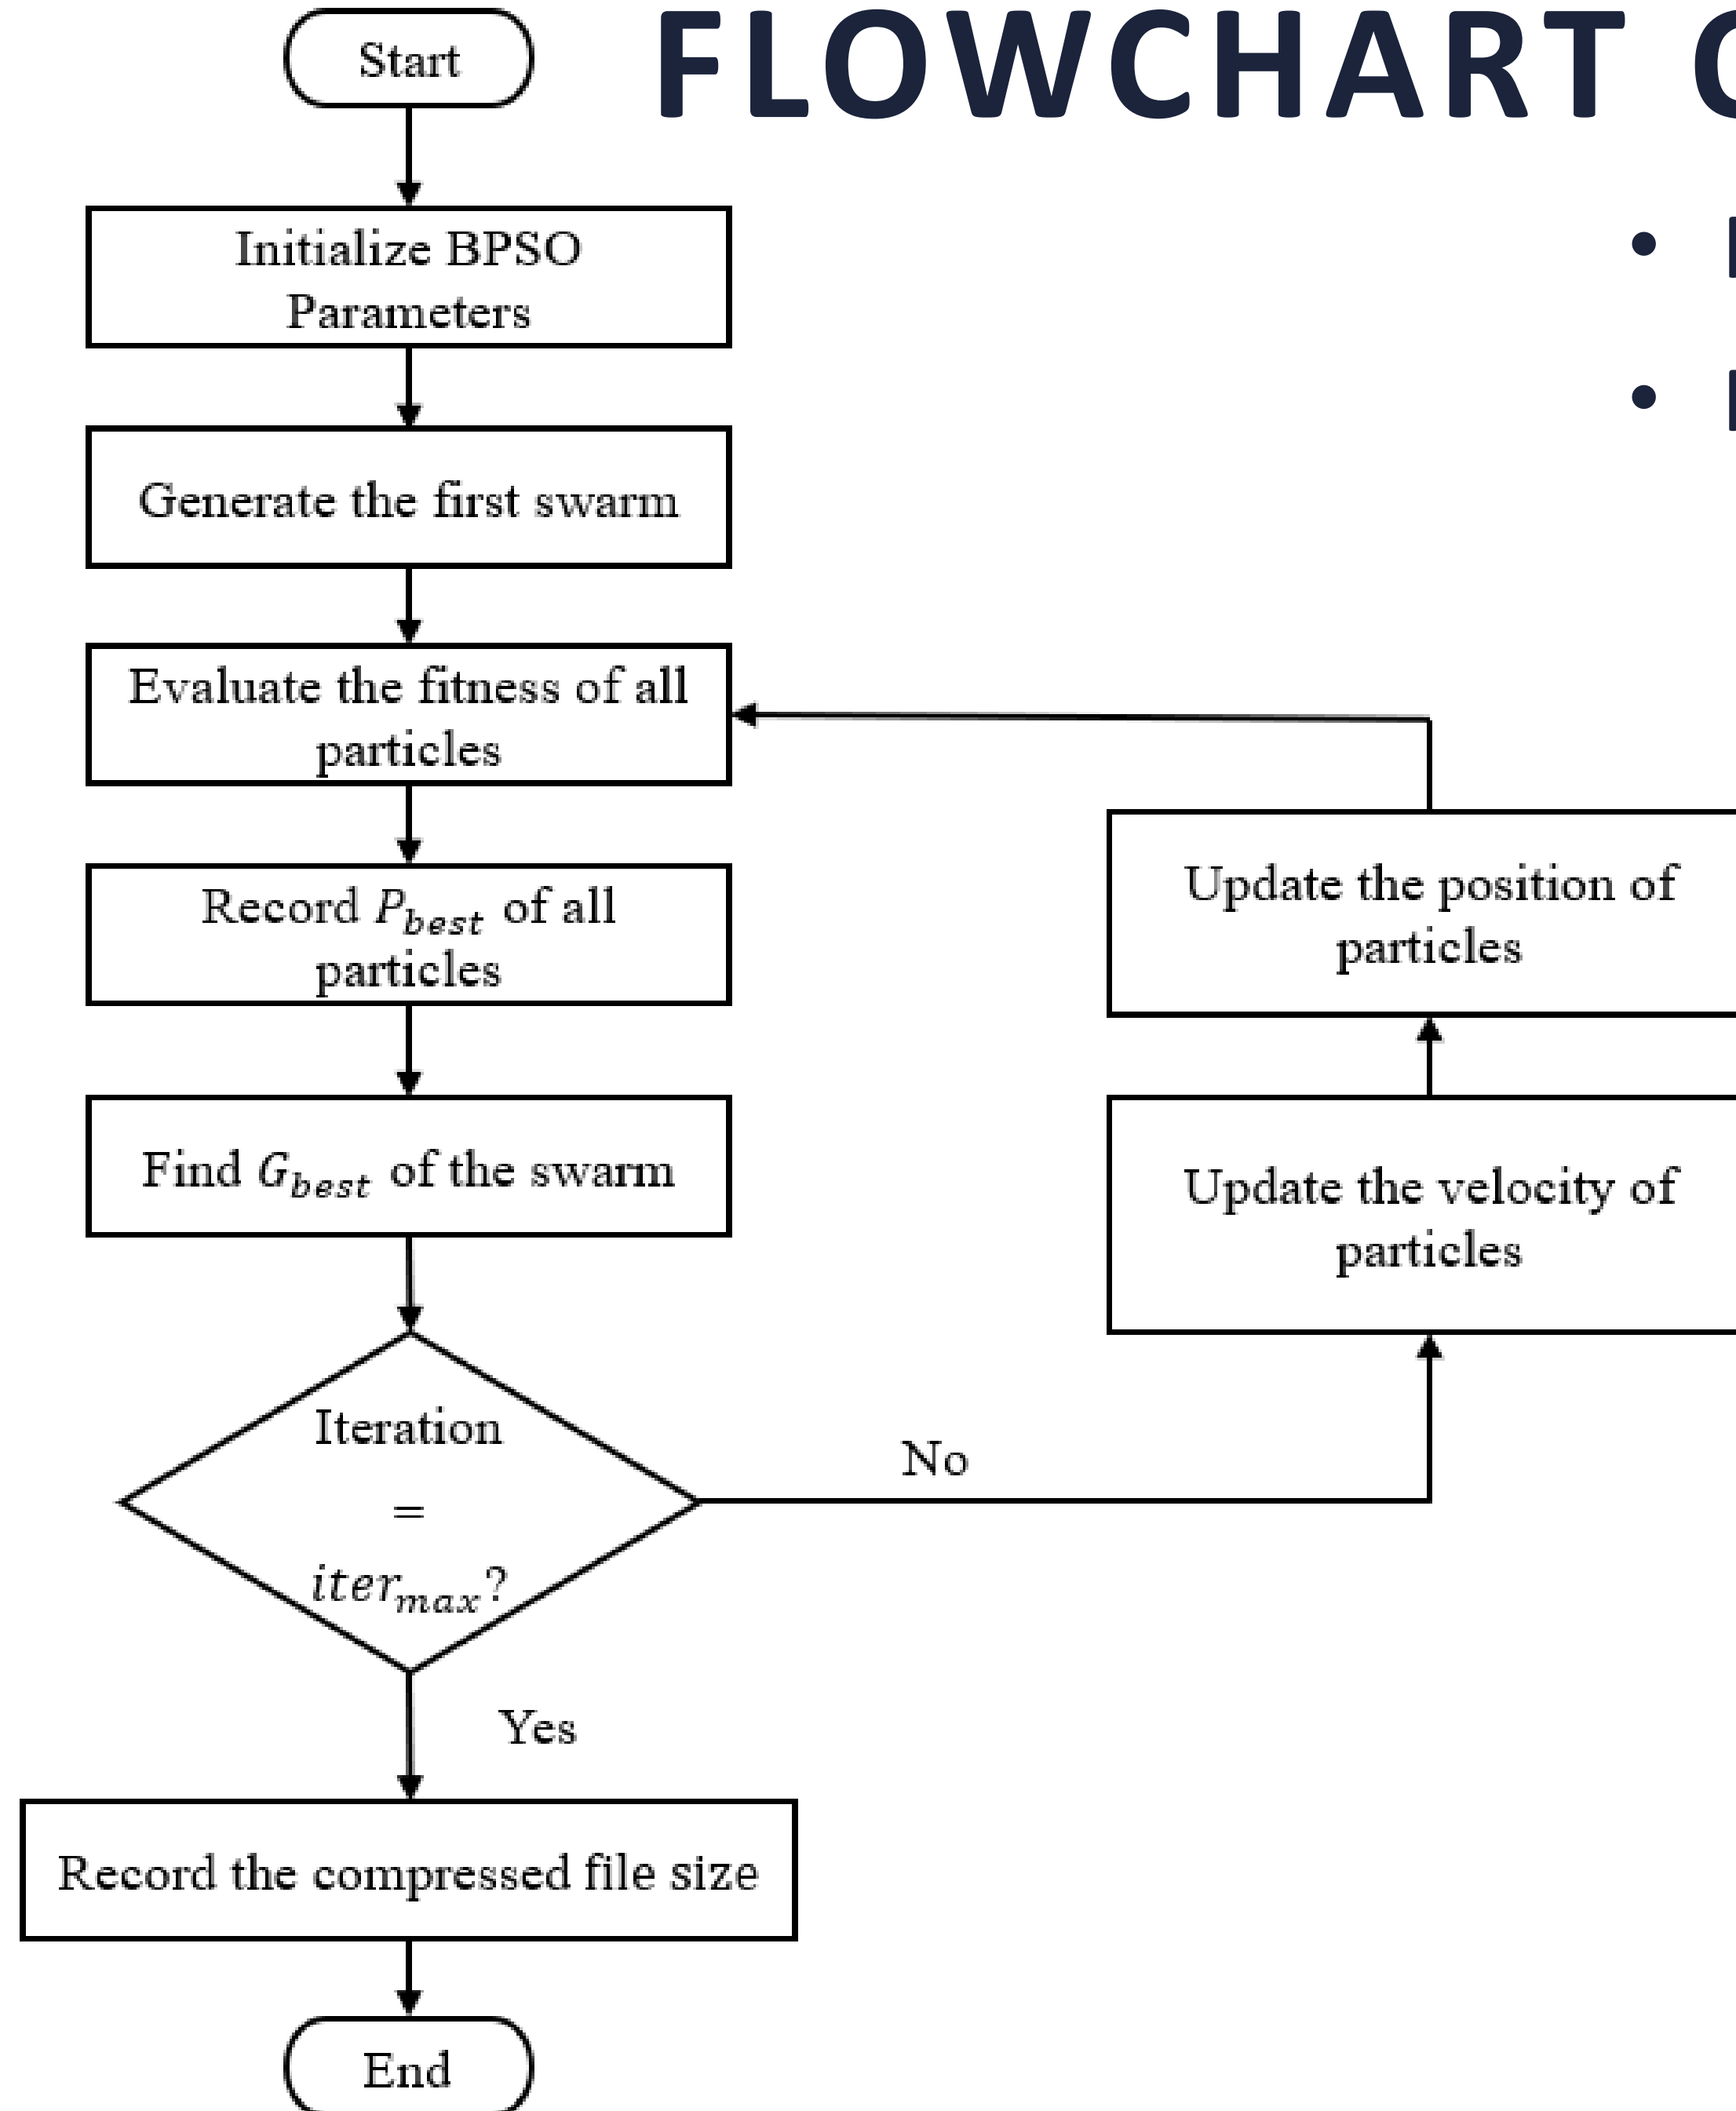 FLOWCHART
Start
Initialize BPSO
Parameters
Generate the first swarm
Evaluate the fitness of all
particles
Record P_best of all
particles
Find G_best of the swarm
Iteration
=
iter_max?
No
Yes
Update the position of
particles
Update the velocity of
particles
Record the compressed file size
End